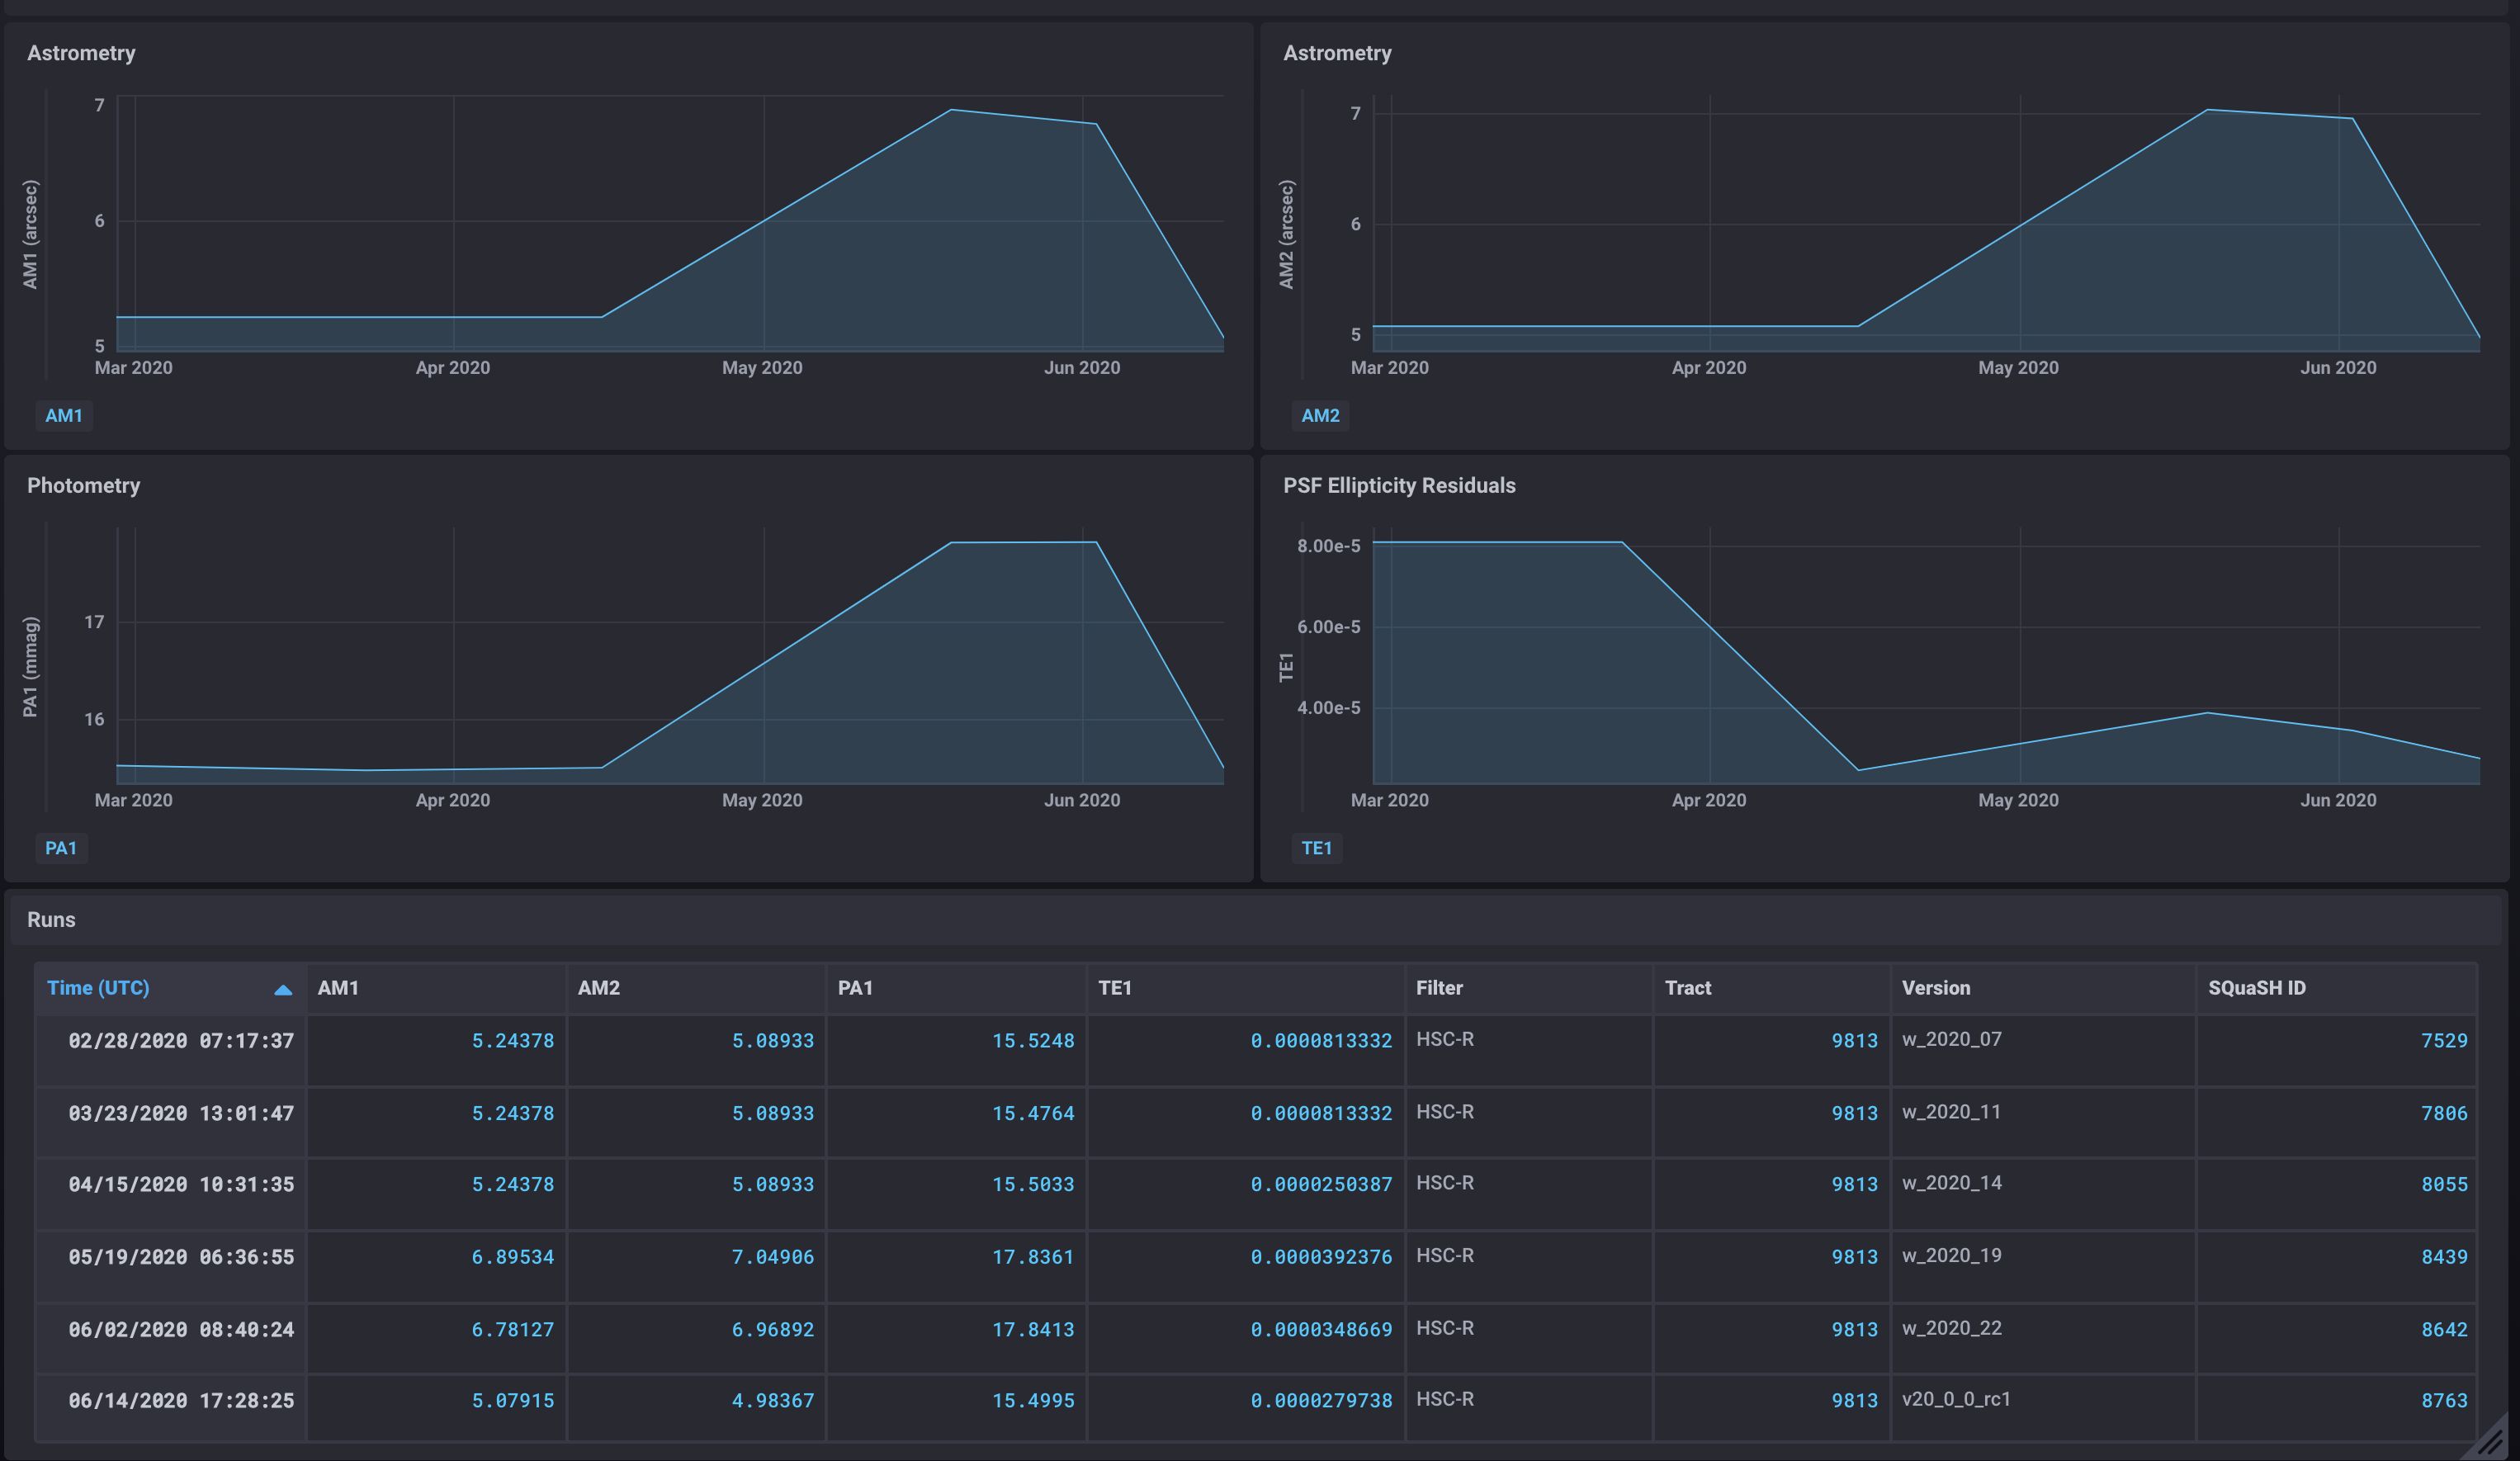 Astrometry
AM1 (arcsec)
7
6
5
Mar 2020 Apr 2020 May 2020 Jun 2020
AM1
Astrometry
AM2 (arcsec)
7
6
5
Mar 2020 Apr 2020 May 2020 Jun 2020
AM2
Photometry
PA1 (mmag)
17
16
Mar 2020 Apr 2020 May 2020 Jun 2020
PA1
PSF Ellipticity Residuals
TE1
8.00e-5
6.00e-5
4.00e-5
Mar 2020 Apr 2020 May 2020 Jun 2020
TE1
Runs
Time (UTC) AM1 AM2 PA1 TE1 Filter Tract Version SQuaSH ID
02/28/2020 07:17:37 5.24378 5.08933 15.5248 0.0000813332 HSC-R 9813 w_2020_07 7529
03/23/2020 13:01:47 5.24378 5.08933 15.4764 0.0000813332 HSC-R 9813 w_2020_11 7806
04/15/2020 10:31:35 5.24378 5.08933 15.5033 0.0000250387 HSC-R 9813 w_2020_14 8055
05/19/2020 06:36:55 6.89534 7.04906 17.8361 0.0000392376 HSC-R 9813 w_2020_19 8439
06/02/2020 08:40:24 6.78127 6.96892 17.8413 0.0000348669 HSC-R 9813 w_2020_22 8642
06/14/2020 17:28:25 5.07915 4.98367 15.4995 0.0000279738 HSC-R 9813 v20_0_0_rc1 8763